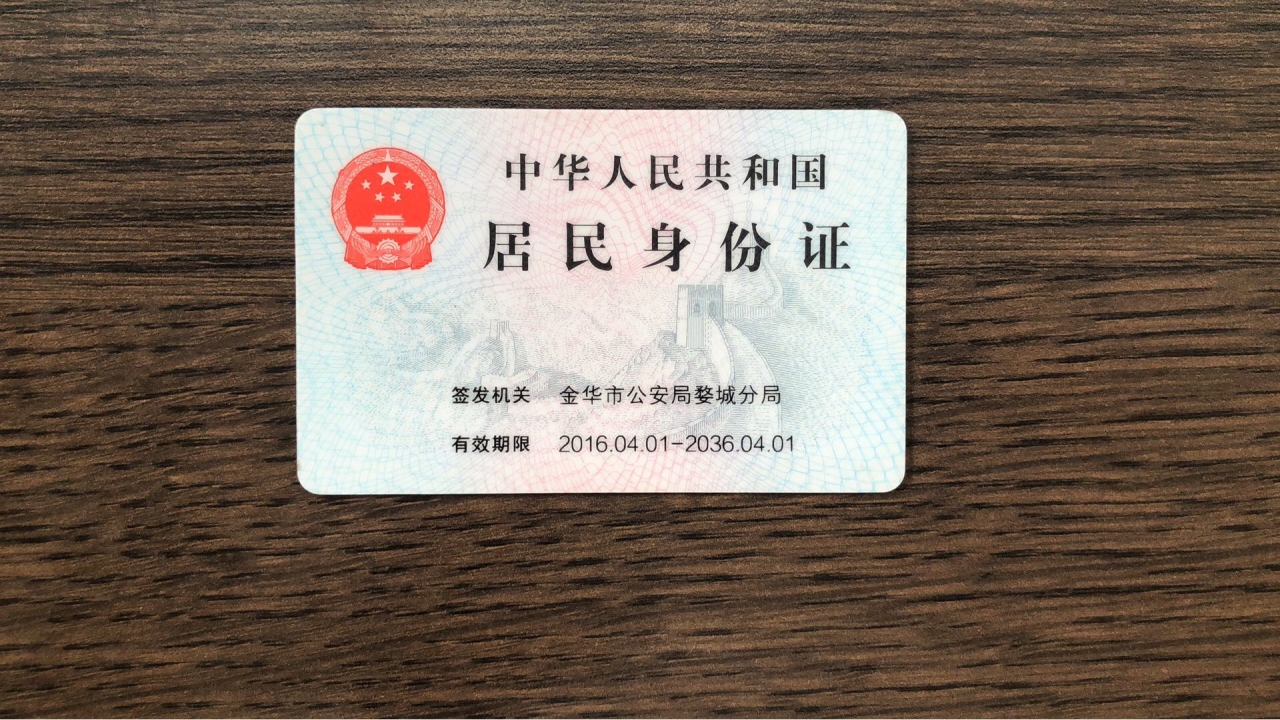 中华人民共和国
居民身份证
签发机关 金华市公安局婺城分局
有效期限 2016.04.01-2036.04.01